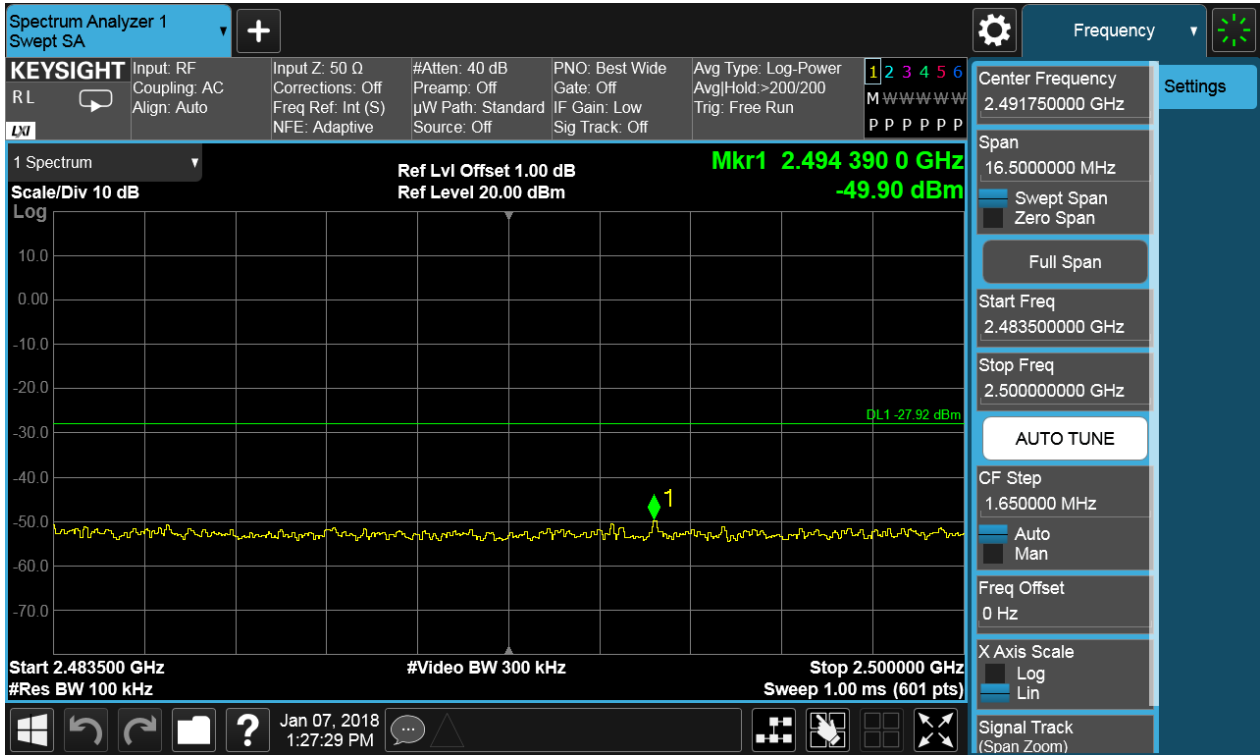 Spectrum Analyzer 1
Swept SA
+
Frequency
KEYSIGHT
R L
LXI
Input: RF
Coupling: AC
Align: Auto
Input Z: 50 Ω
Corrections: Off
Freq Ref: Int (S)
NFE: Adaptive
#Atten: 40 dB
Preamp: Off
µW Path: Standard
Source: Off
PNO: Best Wide
Gate: Off
IF Gain: Low
Sig Track: Off
Avg Type: Log-Power
Avg|Hold:>200/200
Trig: Free Run
1 2 3 4 5 6
M W W W W W
P P P P P P
1 Spectrum
Scale/Div 10 dB
Log
Ref Lvl Offset 1.00 dB
Ref Level 20.00 dBm
Mkr1 2.494 390 0 GHz
-49.90 dBm
10.0
0.00
-10.0
-20.0
DL1 -27.92 dBm
-30.0
-40.0
1
-50.0
-60.0
-70.0
Start 2.483500 GHz
#Res BW 100 kHz
#Video BW 300 kHz
Stop 2.500000 GHz
Sweep 1.00 ms (601 pts)
Center Frequency
2.491750000 GHz
Span
16.5000000 MHz
Swept Span
Zero Span
Full Span
Start Freq
2.483500000 GHz
Stop Freq
2.500000000 GHz
AUTO TUNE
CF Step
1.650000 MHz
Auto
Man
Freq Offset
0 Hz
X Axis Scale
Log
Lin
Signal Track
(Span Zoom)
Settings
?
Jan 07, 2018
1:27:29 PM